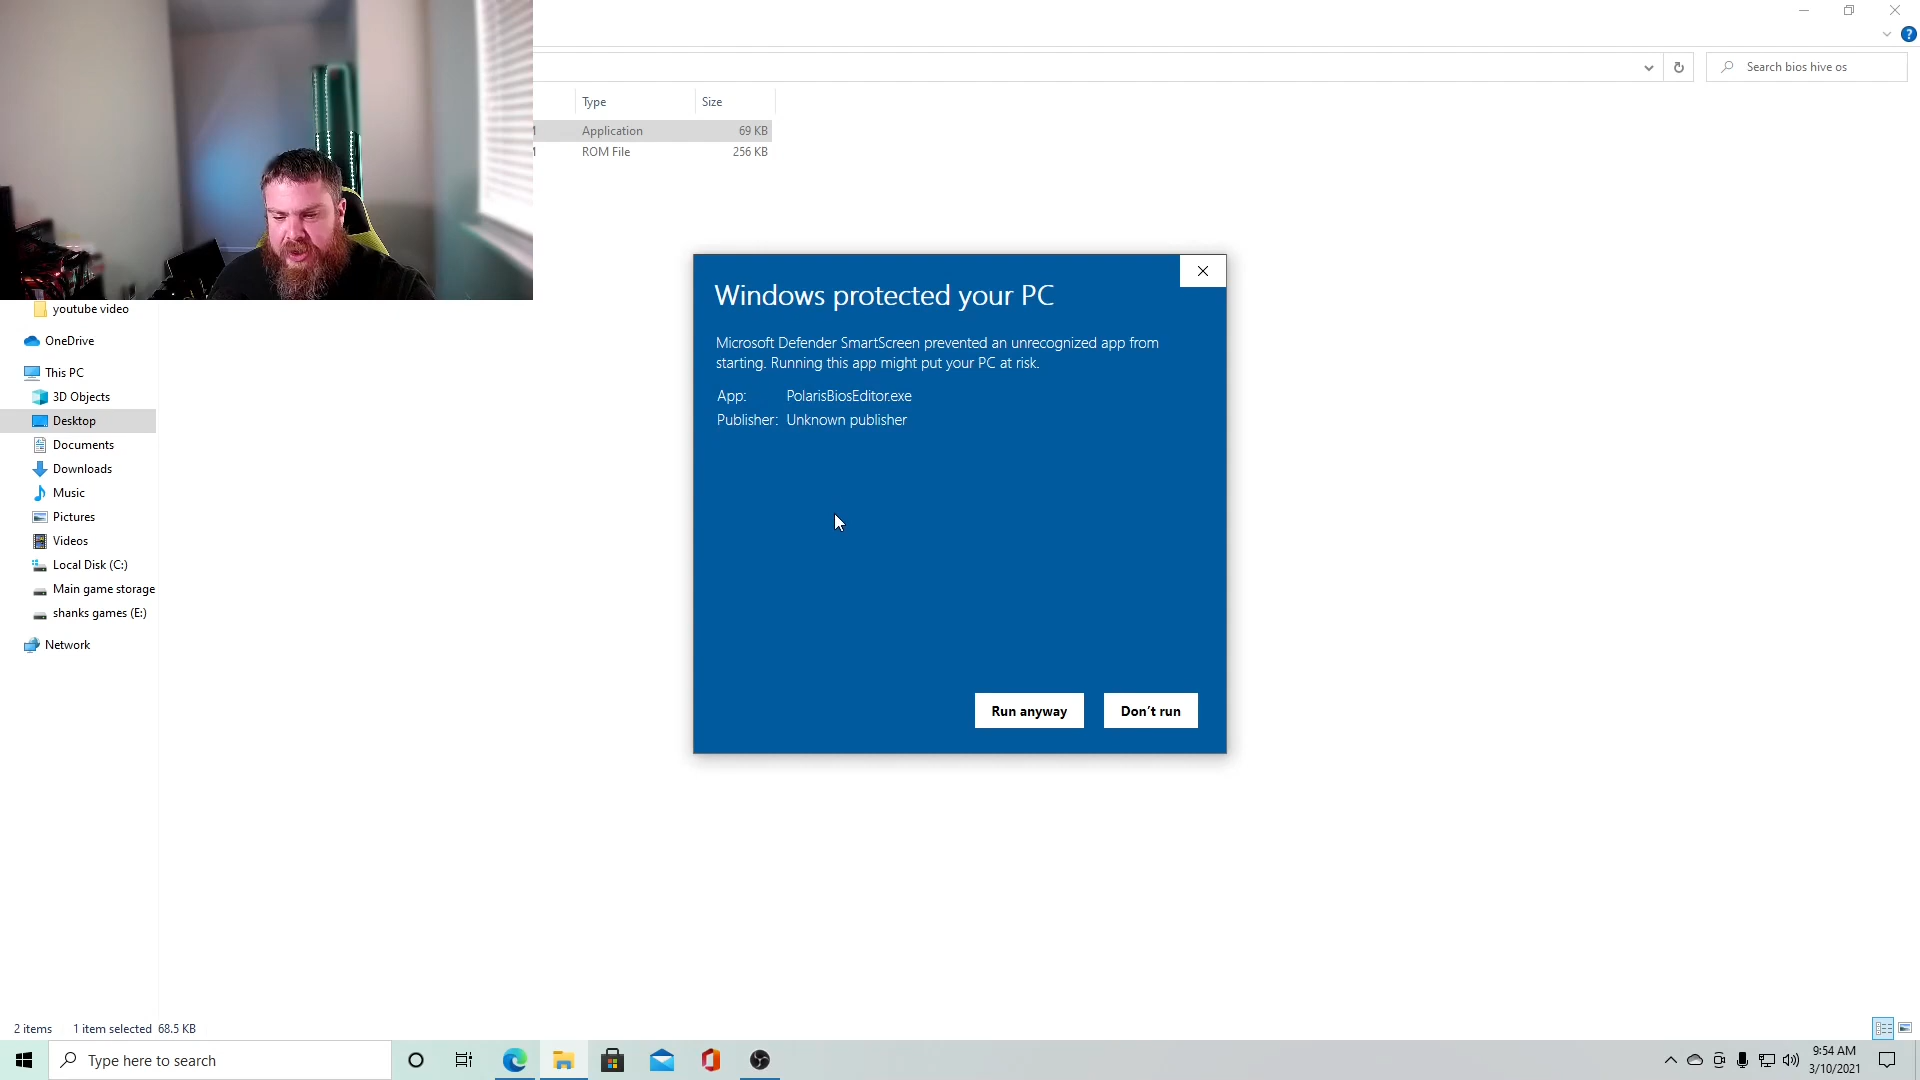 Search bios hive os
Type Size
Application 69 KB
ROM File 256 KB
youtube video
OneDrive
This PC
3D Objects
Desktop
Documents
Downloads
Music
Pictures
Videos
Local Disk (C:)
Main game storage
shanks games (E:)
Network
Windows protected your PC
Microsoft Defender SmartScreen prevented an unrecognized app from
starting. Running this app might put your PC at risk.
App: PolarisBiosEditor.exe
Publisher: Unknown publisher
Run anyway Don't run
2 items 1 item selected 68.5 KB
Type here to search
9:54 AM
3/10/2021